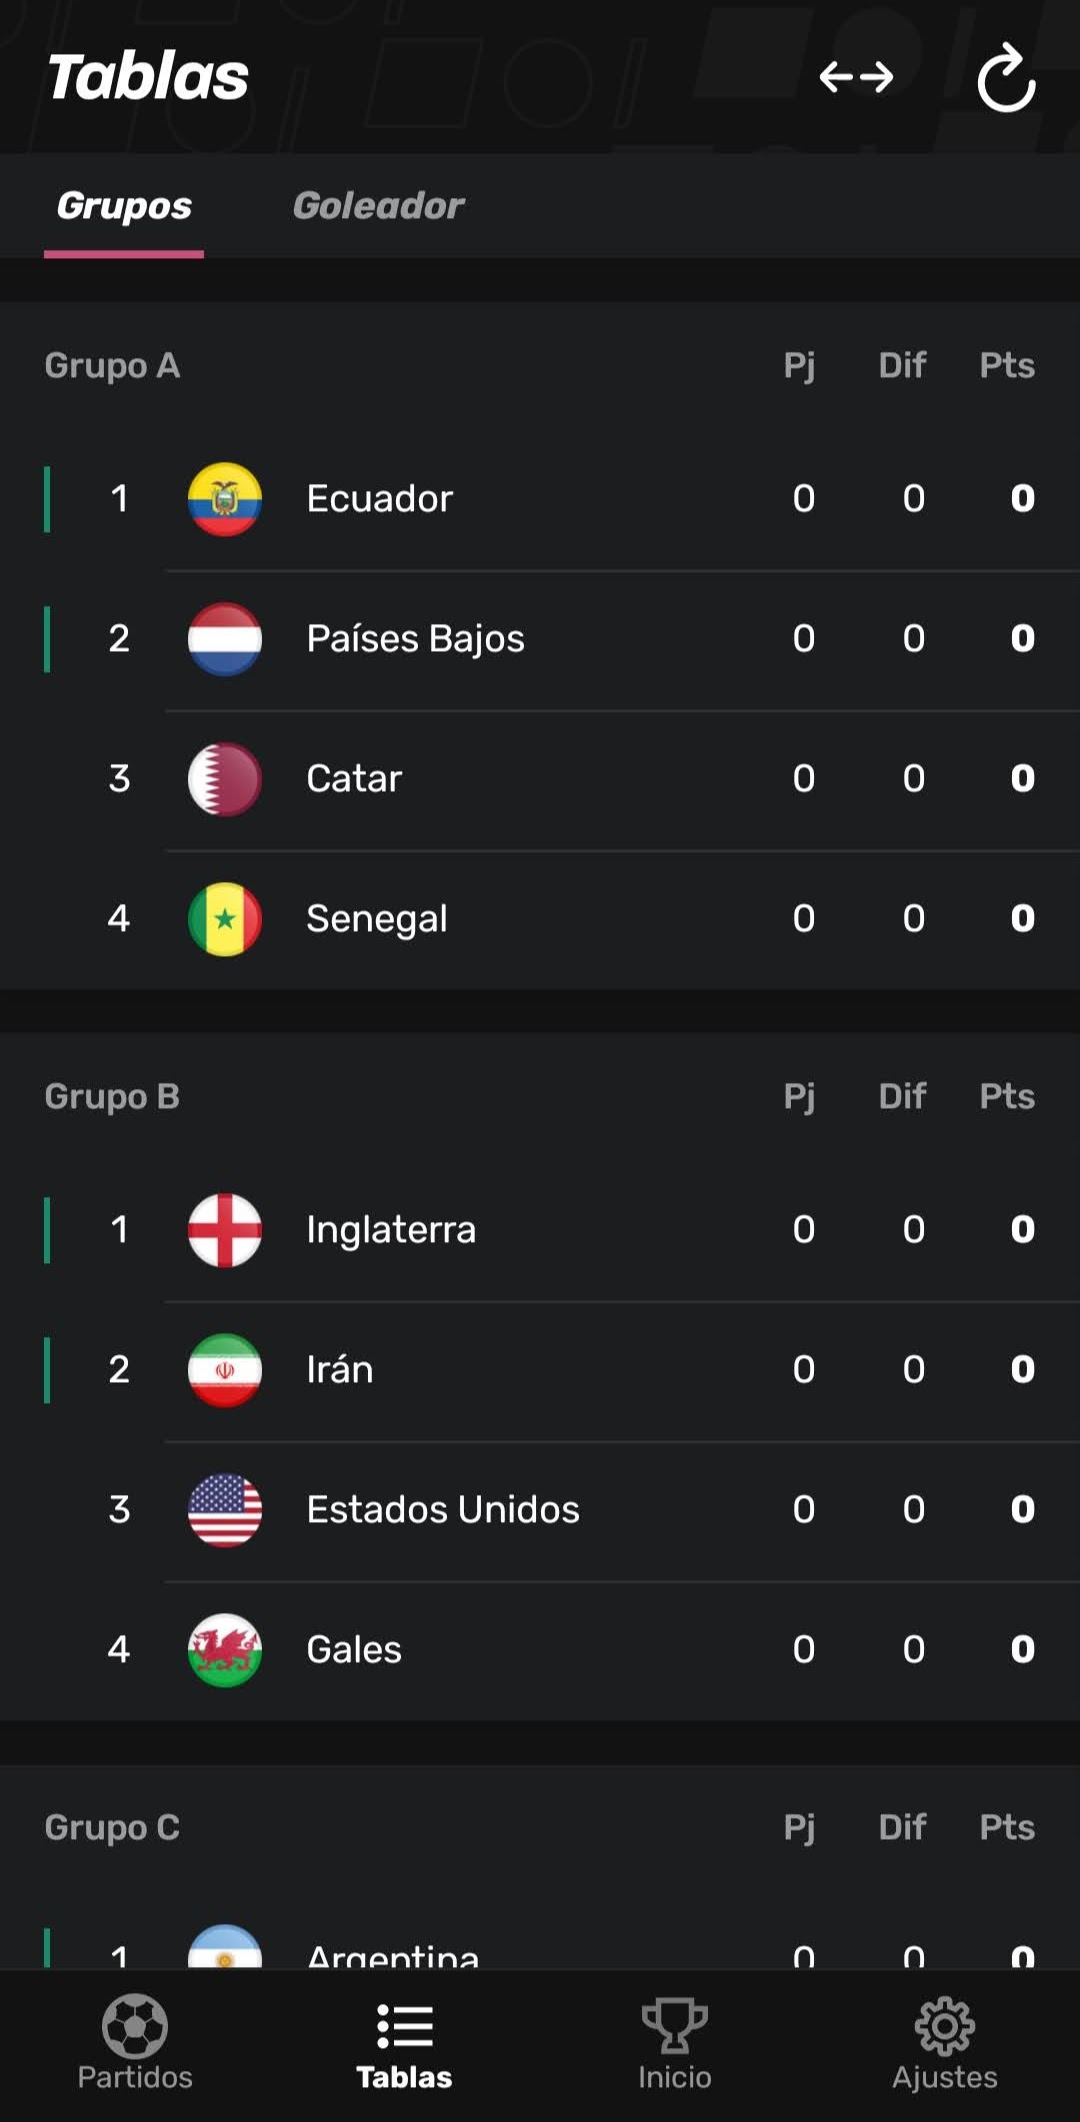 Tablas
Grupos Goleador
Grupo A Pj Dif Pts
1 Ecuador 0 0 0
2 Países Bajos 0 0 0
3 Catar 0 0 0
4 Senegal 0 0 0
Grupo B Pj Dif Pts
1 Inglaterra 0 0 0
2 Irán 0 0 0
3 Estados Unidos 0 0 0
4 Gales 0 0 0
Grupo C Pj Dif Pts
1 Argentina 0 0 0
Partidos Tablas Inicio Ajustes